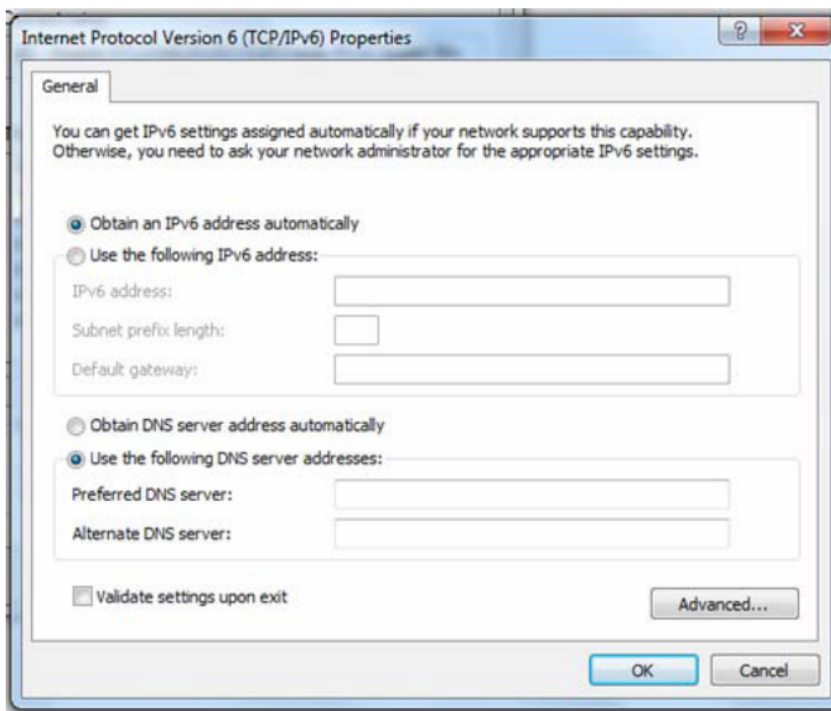 Internet Protocol Version 6 (TCP/IPv6) Properties
General
You can get IPv6 settings assigned automatically if your network supports this capability.
Otherwise, you need to ask your network administrator for the appropriate IPv6 settings.
Obtain an IPv6 address automatically
Use the following IPv6 address:
IPv6 address:
Subnet prefix length:
Default gateway:
Obtain DNS server address automatically
Use the following DNS server addresses:
Preferred DNS server:
Alternate DNS server:
Validate settings upon exit
Advanced...
OK Cancel